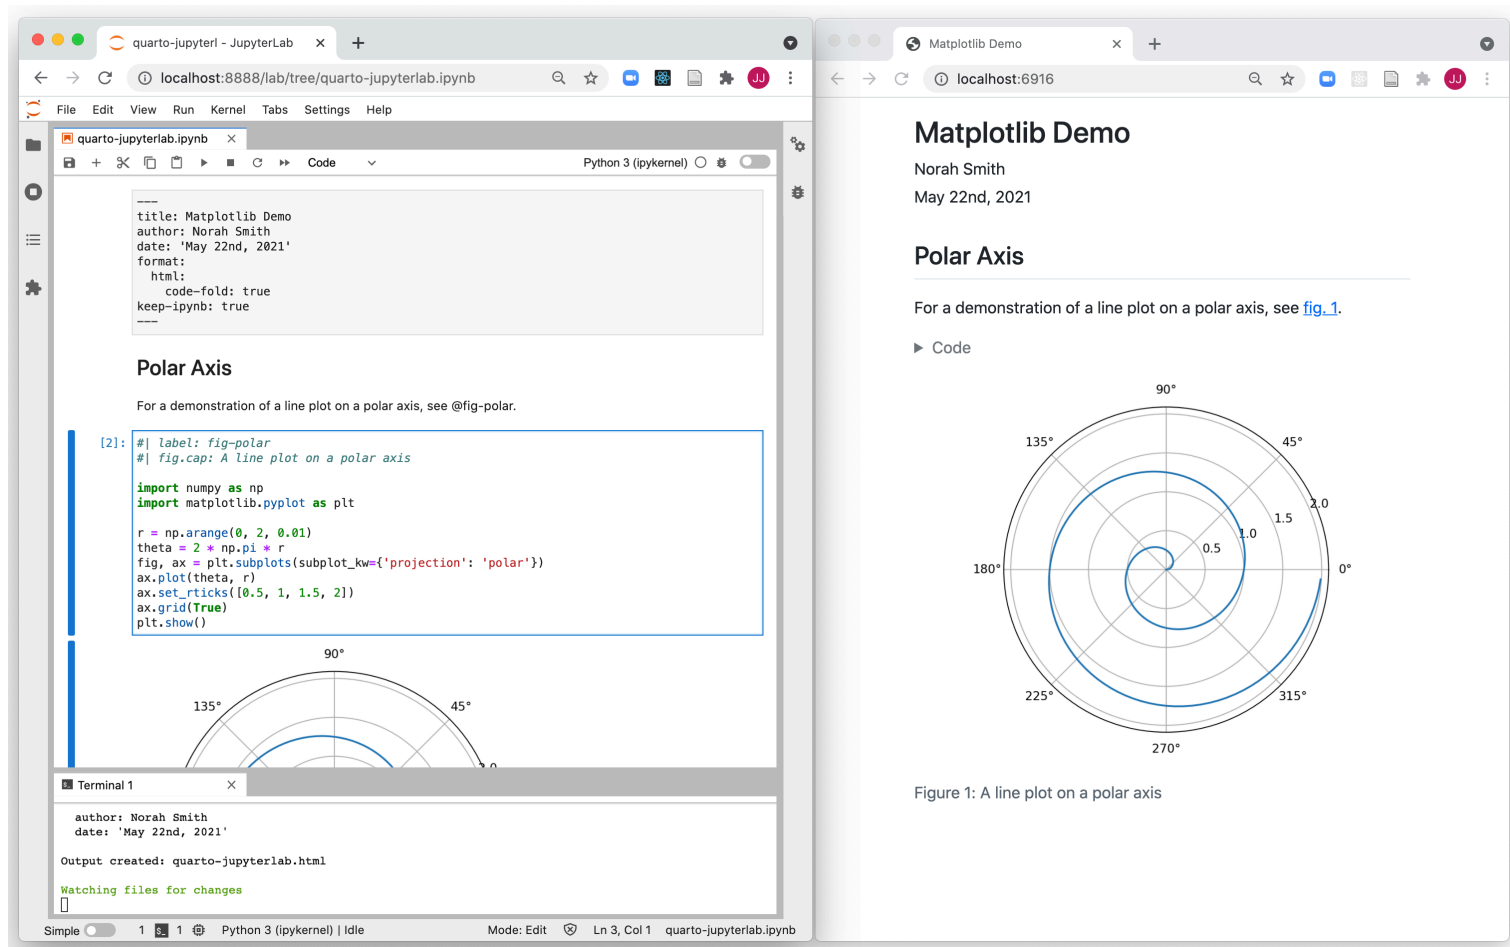 quarto-jupyterl - JupyterLab
localhost:8888/lab/tree/quarto-jupyterlab.ipynb
JJ
File Edit View Run Kernel Tabs Settings Help
quarto-jupyterlab.ipynb
Code
Python 3 (ipykernel)
---
title: Matplotlib Demo
author: Norah Smith
date: 'May 22nd, 2021'
format:
  html:
    code-fold: true
keep-ipynb: true
---
Polar Axis
For a demonstration of a line plot on a polar axis, see @fig-polar.
[2]:
#| label: fig-polar
#| fig.cap: A line plot on a polar axis
import numpy as np
import matplotlib.pyplot as plt
r = np.arange(0, 2, 0.01)
theta = 2 * np.pi * r
fig, ax = plt.subplots(subplot_kw={'projection': 'polar'})
ax.plot(theta, r)
ax.set_rticks([0.5, 1, 1.5, 2])
ax.grid(True)
plt.show()
90°
135°
45°
Terminal 1
  author: Norah Smith
  date: 'May 22nd, 2021'
Output created: quarto-jupyterlab.html
Watching files for changes
Simple 1 1 Python 3 (ipykernel) | Idle Mode: Edit Ln 3, Col 1 quarto-jupyterlab.ipynb
Matplotlib Demo
localhost:6916
JJ
Matplotlib Demo
Norah Smith
May 22nd, 2021
Polar Axis
For a demonstration of a line plot on a polar axis, see fig. 1.
Code
90°
135°
45°
2.0
1.5
1.0
0.5
180°
0°
225°
315°
270°
Figure 1: A line plot on a polar axis